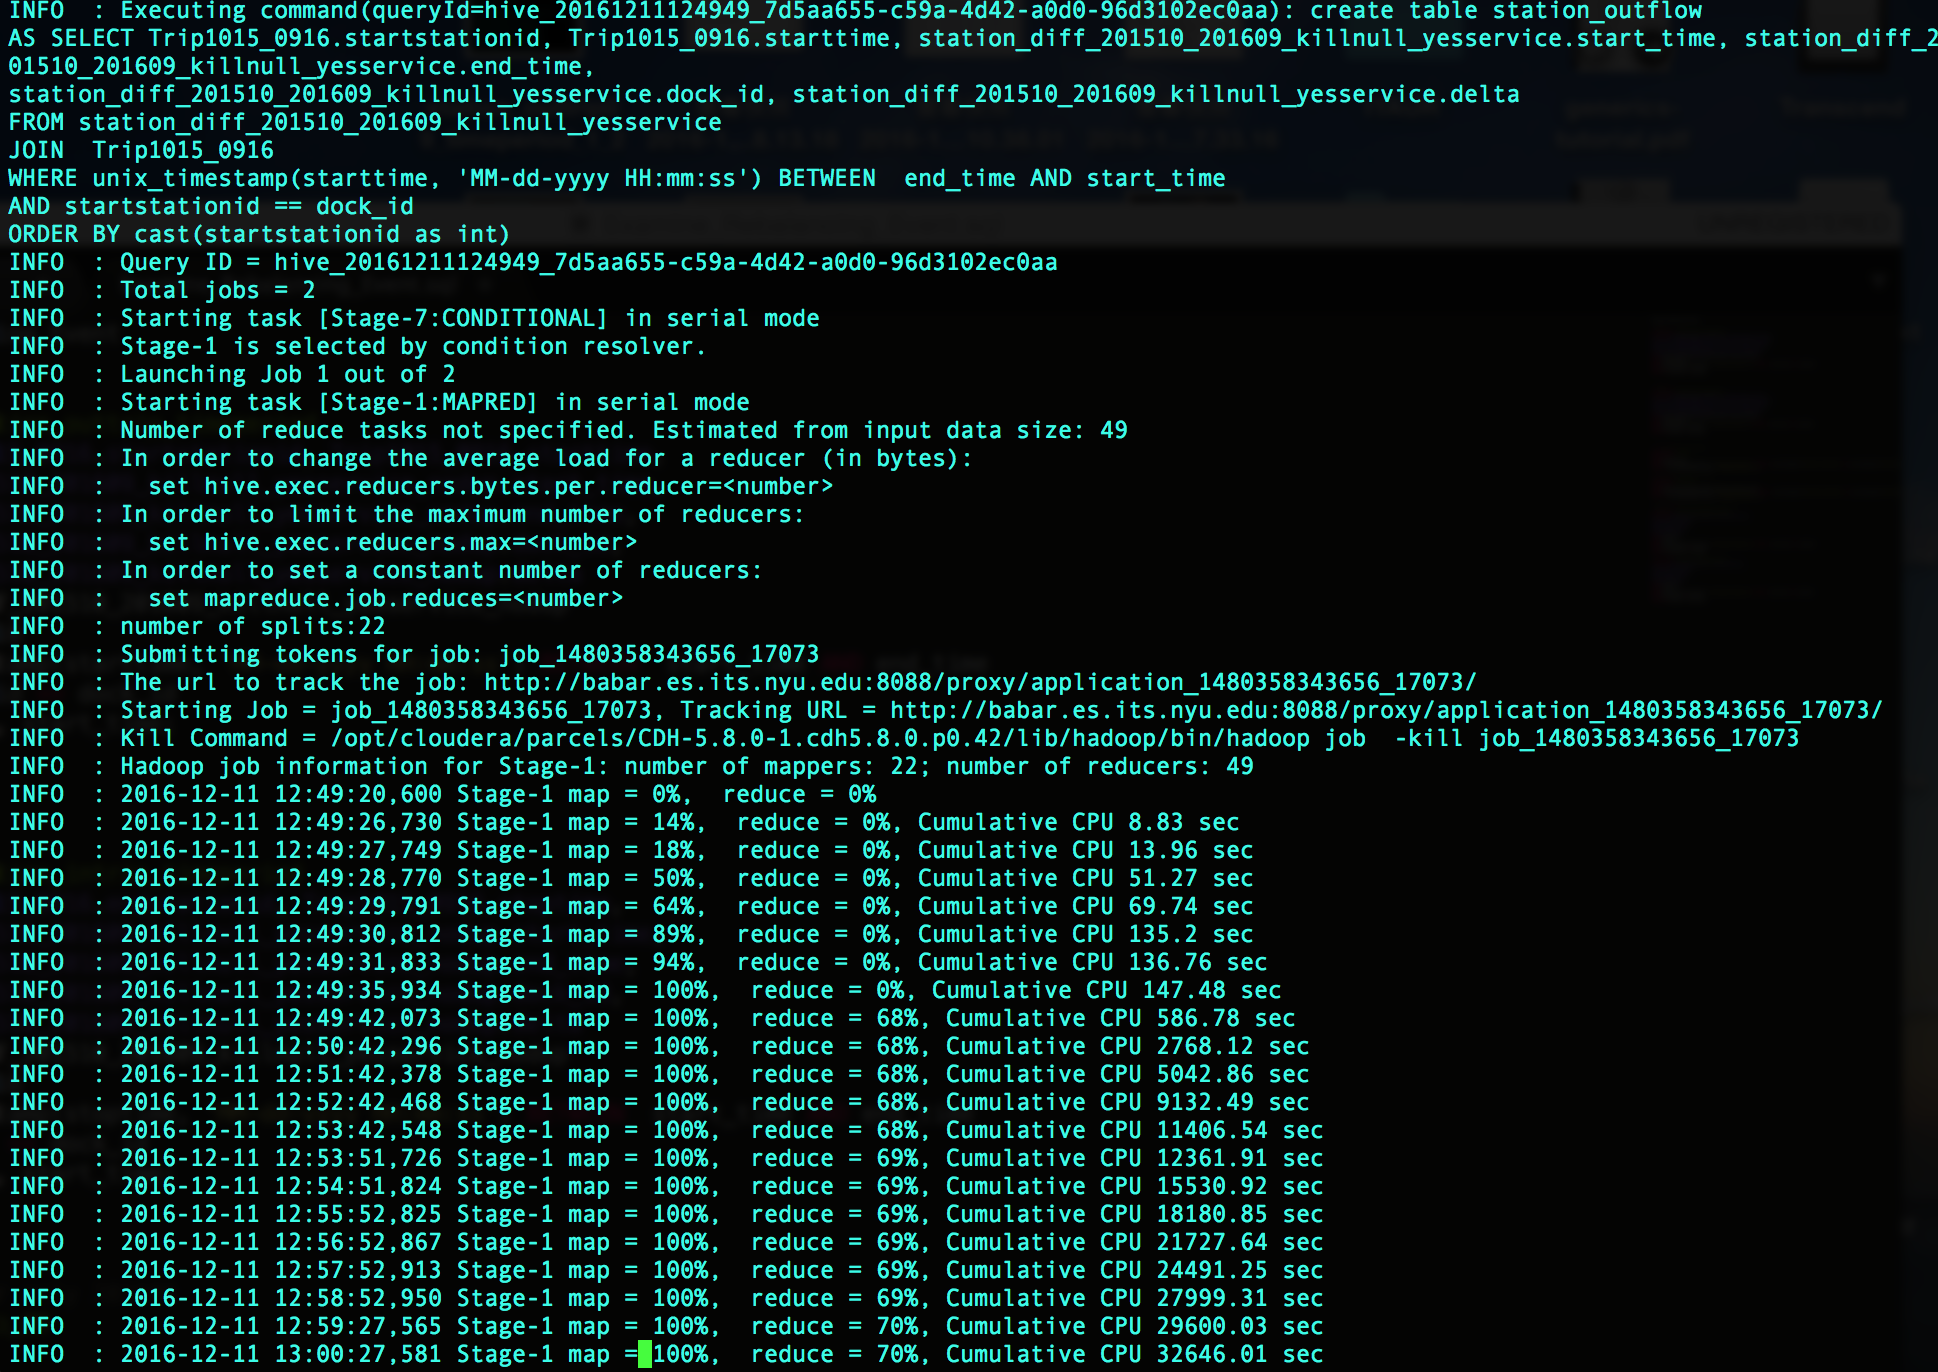 INFO  : Executing command(queryId=hive_20161211124949_7d5aa655-c59a-4d42-a0d0-96d3102ec0aa): create table station_outflow
AS SELECT Trip1015_0916.startstationid, Trip1015_0916.starttime, station_diff_201510_201609_killnull_yesservice.start_time, station_diff_2
01510_201609_killnull_yesservice.end_time,
station_diff_201510_201609_killnull_yesservice.dock_id, station_diff_201510_201609_killnull_yesservice.delta
FROM station_diff_201510_201609_killnull_yesservice
JOIN  Trip1015_0916
WHERE unix_timestamp(starttime, 'MM-dd-yyyy HH:mm:ss') BETWEEN  end_time AND start_time
AND startstationid == dock_id
ORDER BY cast(startstationid as int)
INFO  : Query ID = hive_20161211124949_7d5aa655-c59a-4d42-a0d0-96d3102ec0aa
INFO  : Total jobs = 2
INFO  : Starting task [Stage-7:CONDITIONAL] in serial mode
INFO  : Stage-1 is selected by condition resolver.
INFO  : Launching Job 1 out of 2
INFO  : Starting task [Stage-1:MAPRED] in serial mode
INFO  : Number of reduce tasks not specified. Estimated from input data size: 49
INFO  : In order to change the average load for a reducer (in bytes):
INFO  :   set hive.exec.reducers.bytes.per.reducer=<number>
INFO  : In order to limit the maximum number of reducers:
INFO  :   set hive.exec.reducers.max=<number>
INFO  : In order to set a constant number of reducers:
INFO  :   set mapreduce.job.reduces=<number>
INFO  : number of splits:22
INFO  : Submitting tokens for job: job_1480358343656_17073
INFO  : The url to track the job: http://babar.es.its.nyu.edu:8088/proxy/application_1480358343656_17073/
INFO  : Starting Job = job_1480358343656_17073, Tracking URL = http://babar.es.its.nyu.edu:8088/proxy/application_1480358343656_17073/
INFO  : Kill Command = /opt/cloudera/parcels/CDH-5.8.0-1.cdh5.8.0.p0.42/lib/hadoop/bin/hadoop job  -kill job_1480358343656_17073
INFO  : Hadoop job information for Stage-1: number of mappers: 22; number of reducers: 49
INFO  : 2016-12-11 12:49:20,600 Stage-1 map = 0%,  reduce = 0%
INFO  : 2016-12-11 12:49:26,730 Stage-1 map = 14%,  reduce = 0%, Cumulative CPU 8.83 sec
INFO  : 2016-12-11 12:49:27,749 Stage-1 map = 18%,  reduce = 0%, Cumulative CPU 13.96 sec
INFO  : 2016-12-11 12:49:28,770 Stage-1 map = 50%,  reduce = 0%, Cumulative CPU 51.27 sec
INFO  : 2016-12-11 12:49:29,791 Stage-1 map = 64%,  reduce = 0%, Cumulative CPU 69.74 sec
INFO  : 2016-12-11 12:49:30,812 Stage-1 map = 89%,  reduce = 0%, Cumulative CPU 135.2 sec
INFO  : 2016-12-11 12:49:31,833 Stage-1 map = 94%,  reduce = 0%, Cumulative CPU 136.76 sec
INFO  : 2016-12-11 12:49:35,934 Stage-1 map = 100%,  reduce = 0%, Cumulative CPU 147.48 sec
INFO  : 2016-12-11 12:49:42,073 Stage-1 map = 100%,  reduce = 68%, Cumulative CPU 586.78 sec
INFO  : 2016-12-11 12:50:42,296 Stage-1 map = 100%,  reduce = 68%, Cumulative CPU 2768.12 sec
INFO  : 2016-12-11 12:51:42,378 Stage-1 map = 100%,  reduce = 68%, Cumulative CPU 5042.86 sec
INFO  : 2016-12-11 12:52:42,468 Stage-1 map = 100%,  reduce = 68%, Cumulative CPU 9132.49 sec
INFO  : 2016-12-11 12:53:42,548 Stage-1 map = 100%,  reduce = 68%, Cumulative CPU 11406.54 sec
INFO  : 2016-12-11 12:53:51,726 Stage-1 map = 100%,  reduce = 69%, Cumulative CPU 12361.91 sec
INFO  : 2016-12-11 12:54:51,824 Stage-1 map = 100%,  reduce = 69%, Cumulative CPU 15530.92 sec
INFO  : 2016-12-11 12:55:52,825 Stage-1 map = 100%,  reduce = 69%, Cumulative CPU 18180.85 sec
INFO  : 2016-12-11 12:56:52,867 Stage-1 map = 100%,  reduce = 69%, Cumulative CPU 21727.64 sec
INFO  : 2016-12-11 12:57:52,913 Stage-1 map = 100%,  reduce = 69%, Cumulative CPU 24491.25 sec
INFO  : 2016-12-11 12:58:52,950 Stage-1 map = 100%,  reduce = 69%, Cumulative CPU 27999.31 sec
INFO  : 2016-12-11 12:59:27,565 Stage-1 map = 100%,  reduce = 70%, Cumulative CPU 29600.03 sec
INFO  : 2016-12-11 13:00:27,581 Stage-1 map = 100%,  reduce = 70%, Cumulative CPU 32646.01 sec